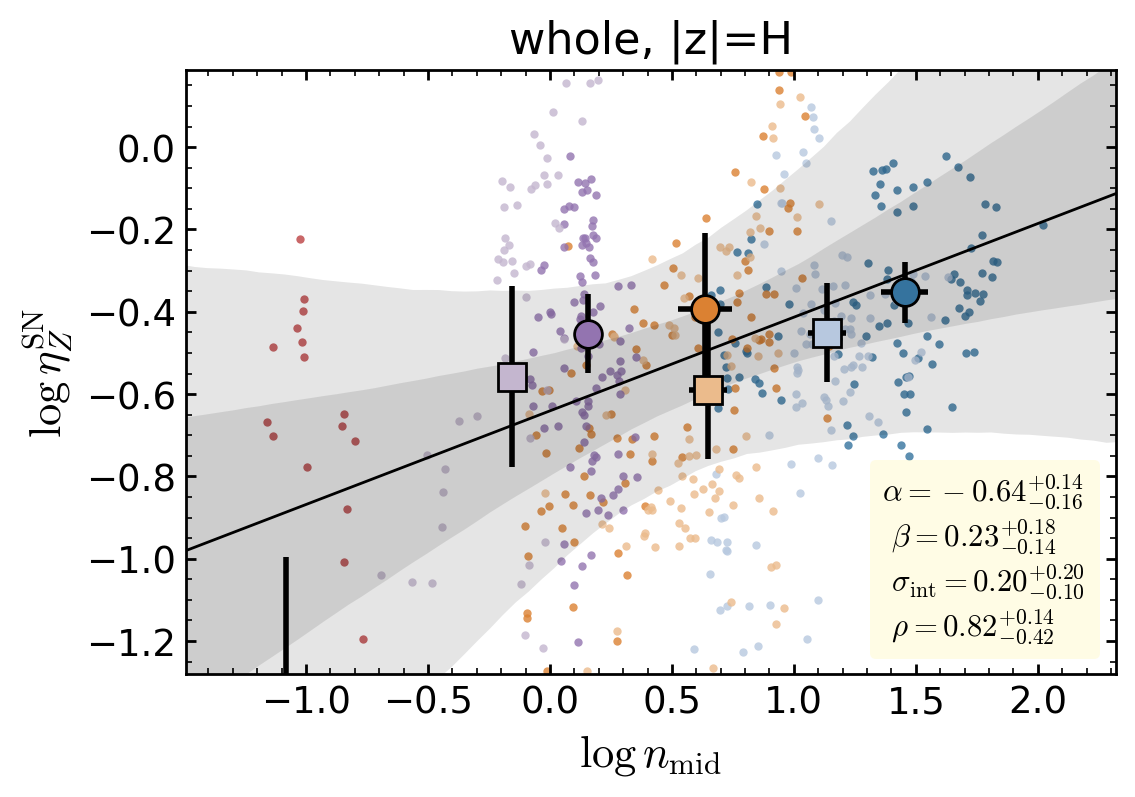 whole, |z|=H
log η_Z^SN
0.0
−0.2
−0.4
−0.6
−0.8
−1.0
−1.2
α = −0.64^{+0.14}_{−0.16}
β = 0.23^{+0.18}_{−0.14}
σ_int = 0.20^{+0.20}_{−0.10}
ρ = 0.82^{+0.14}_{−0.42}
−1.0 −0.5 0.0 0.5 1.0 1.5 2.0
log n_mid